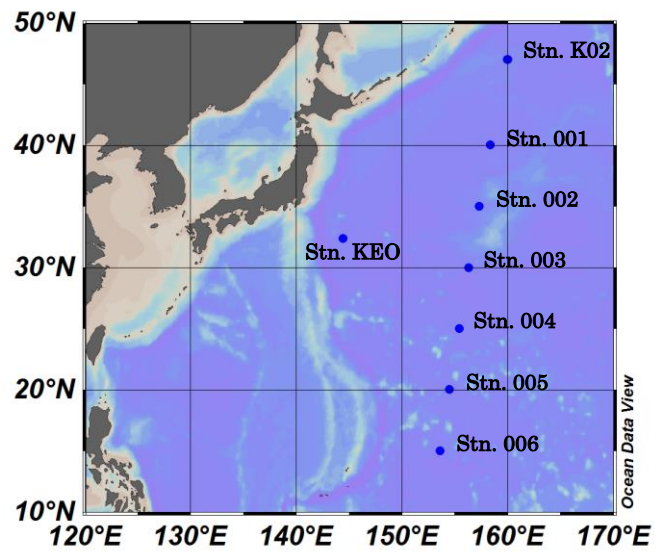 50°N
Stn. K02
40°N
Stn. 001
Stn. 002
Stn. KEO
30°N
Stn. 003
Stn. 004
20°N
Stn. 005
Stn. 006
10°N
120°E
130°E
140°E
150°E
160°E
170°E
Ocean Data View